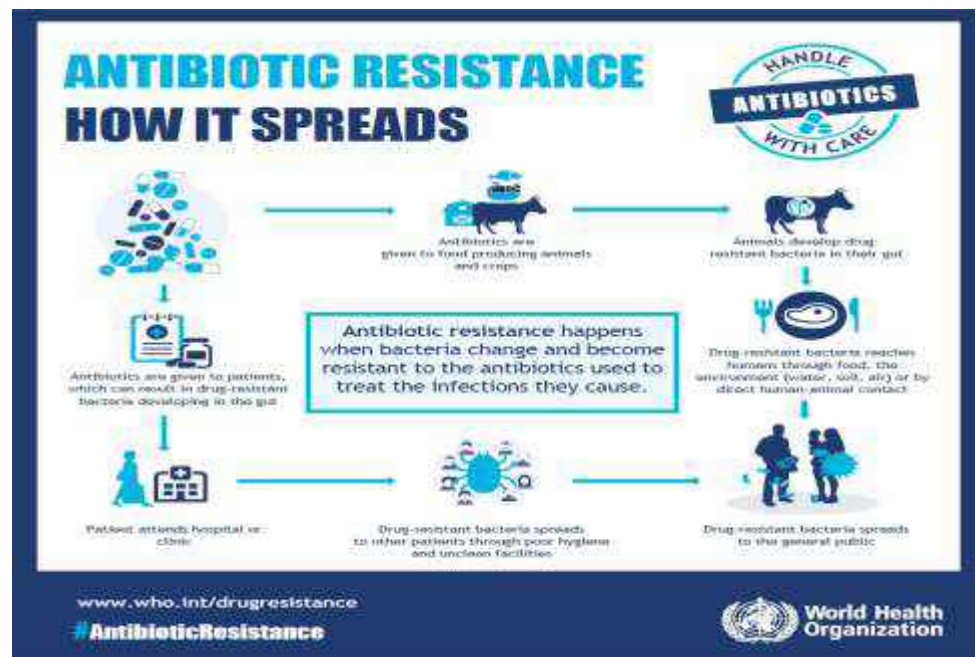 ANTIBIOTIC RESISTANCE
HOW IT SPREADS
HANDLE
ANTIBIOTICS
WITH CARE
Antibiotics are
given to food producing animals
and crops
Animals develop drug-
resistant bacteria in their gut
Antibiotics are given to patients,
which can result in drug-resistant
bacteria developing in the gut
Antibiotic resistance happens
when bacteria change and become
resistant to the antibiotics used to
treat the infections they cause.
Drug-resistant bacteria reaches
humans through food, the
environment (water, soil, air) or by
direct human-animal contact
Patient attends hospital or
clinic
Drug-resistant bacteria spreads
to other patients through poor hygiene
and unclean facilities
Drug-resistant bacteria spreads
to the general public
www.who.int/drugresistance
#AntibioticResistance
World Health
Organization